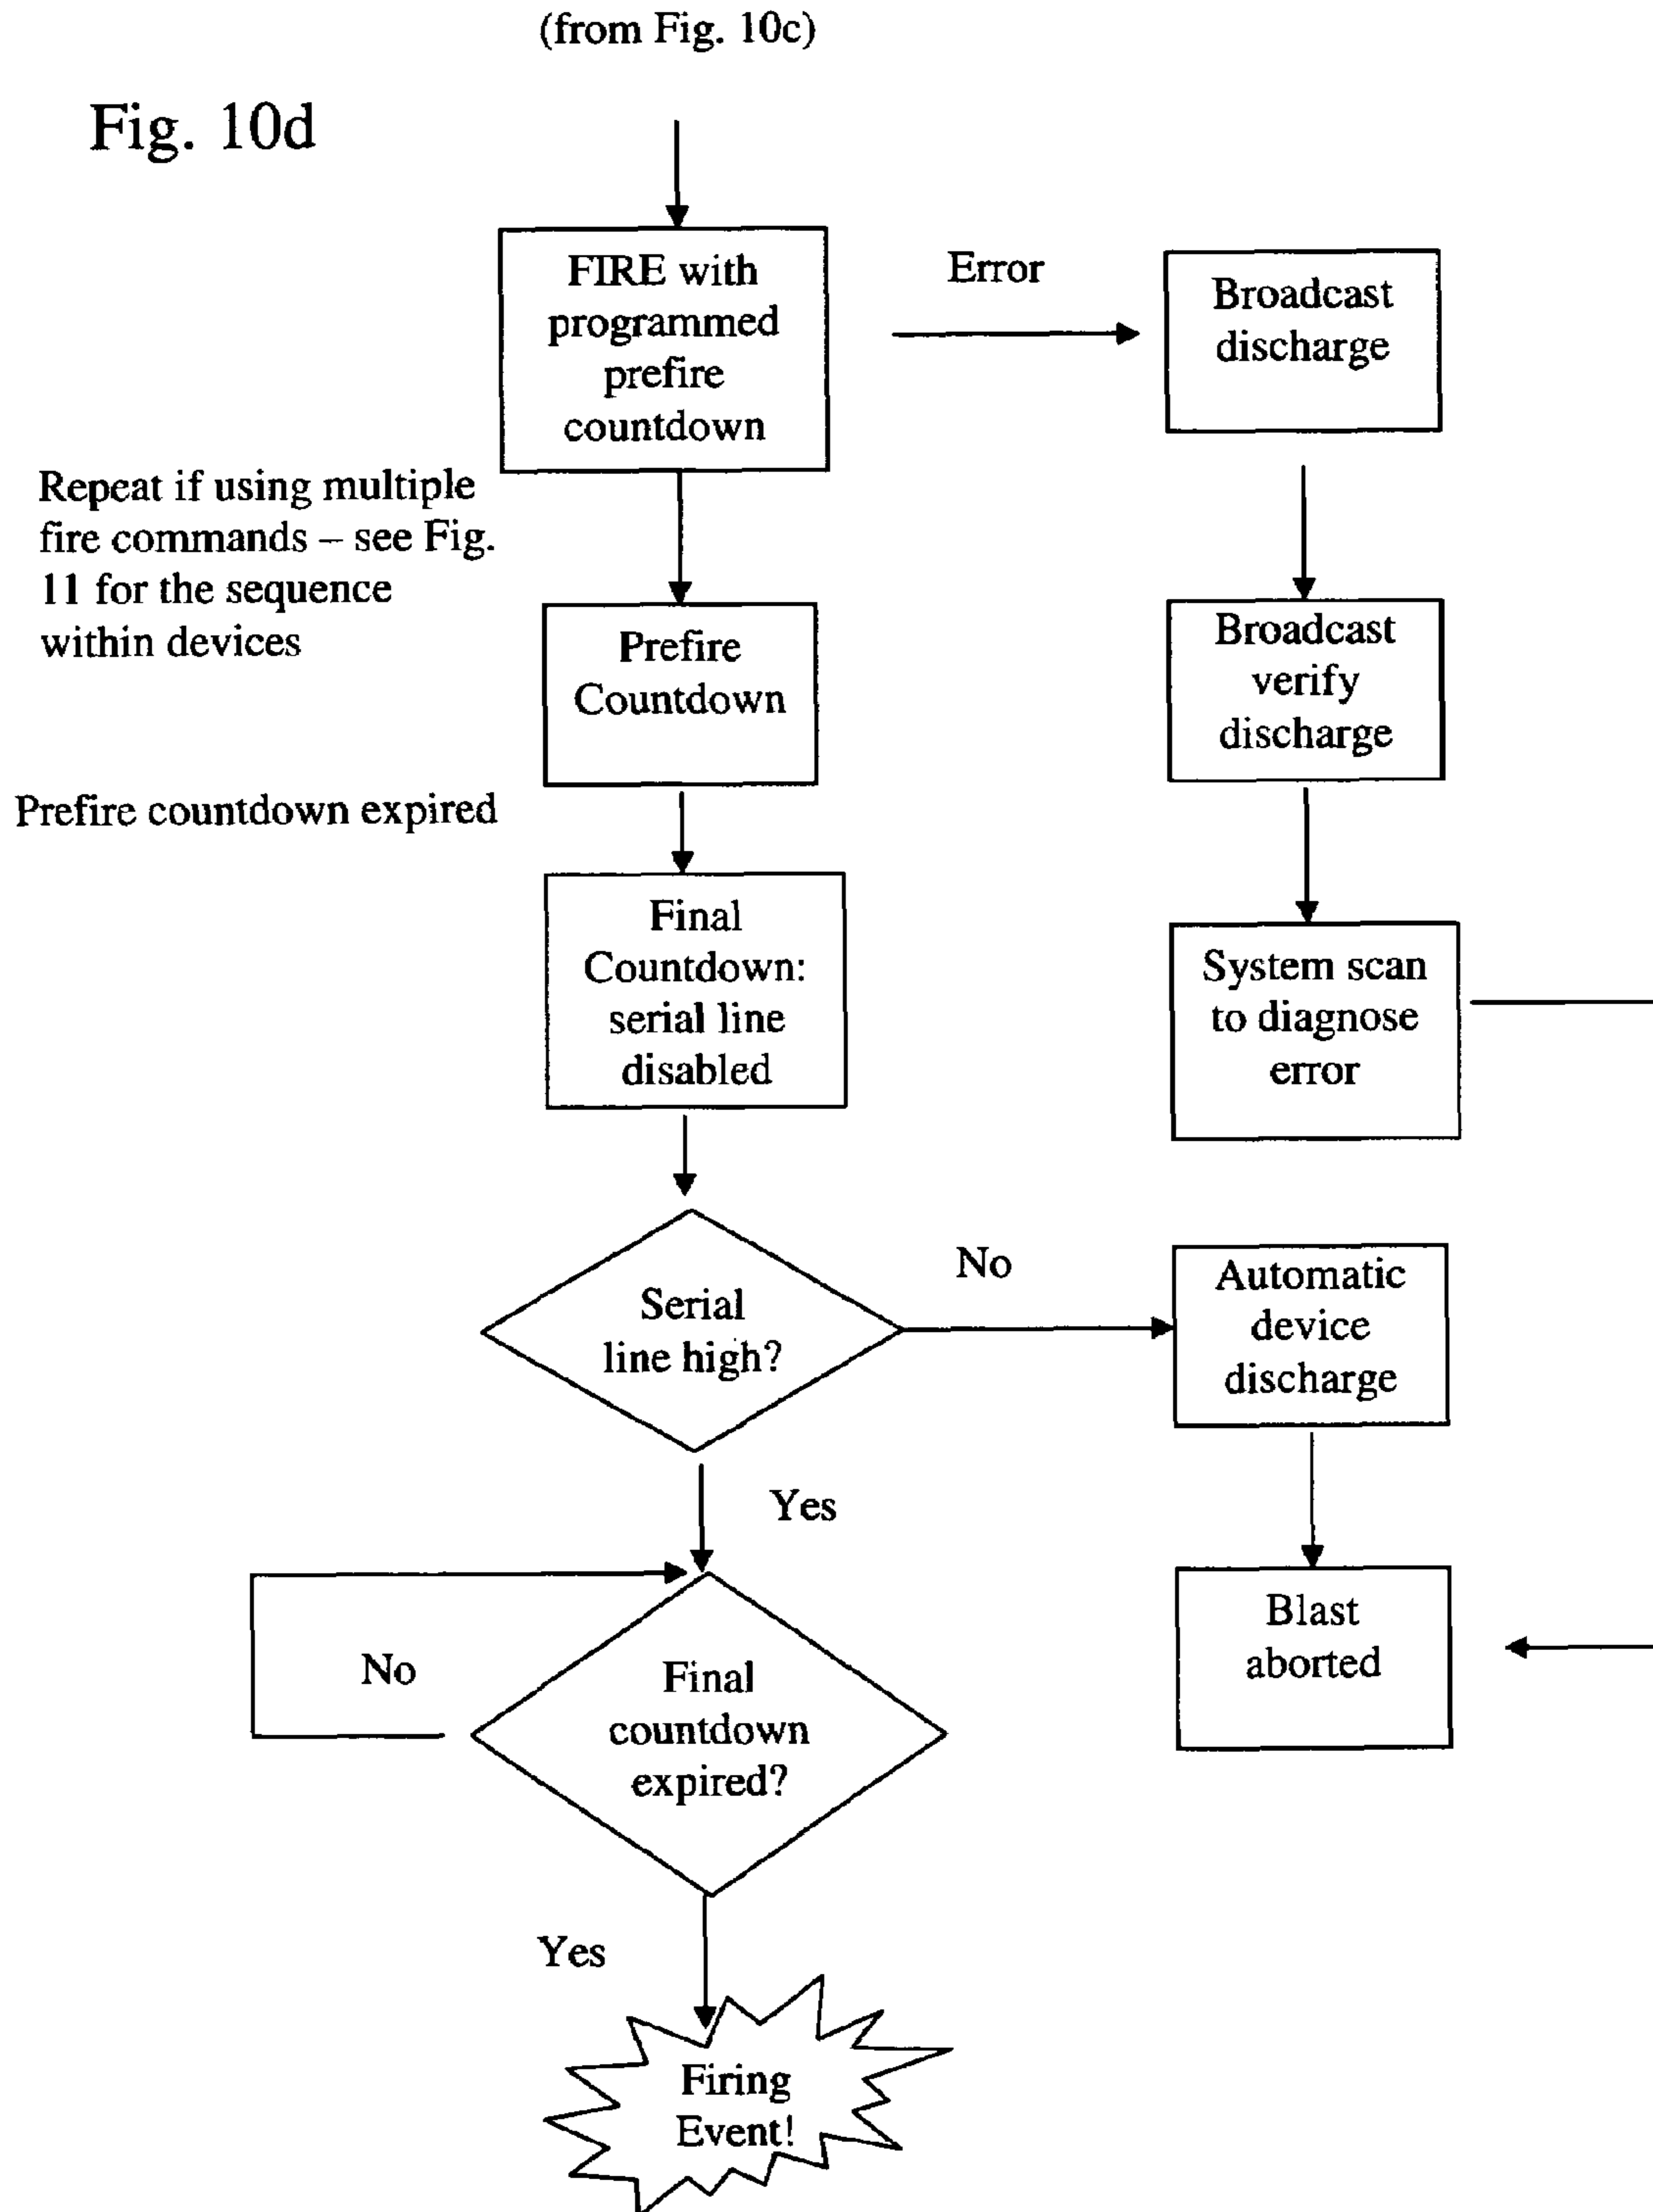 (from Fig. 10c)
Fig. 10d
FIRE with
programmed
prefire
countdown
Error
Broadcast
discharge
Repeat if using multiple
fire commands – see Fig.
11 for the sequence
within devices
Prefire
Countdown
Broadcast
verify
discharge
Prefire countdown expired
Final
Countdown:
serial line
disabled
System scan
to diagnose
error
Serial
line high?
No
Automatic
device
discharge
Yes
Blast
aborted
No
Final
countdown
expired?
Yes
Firing
Event!